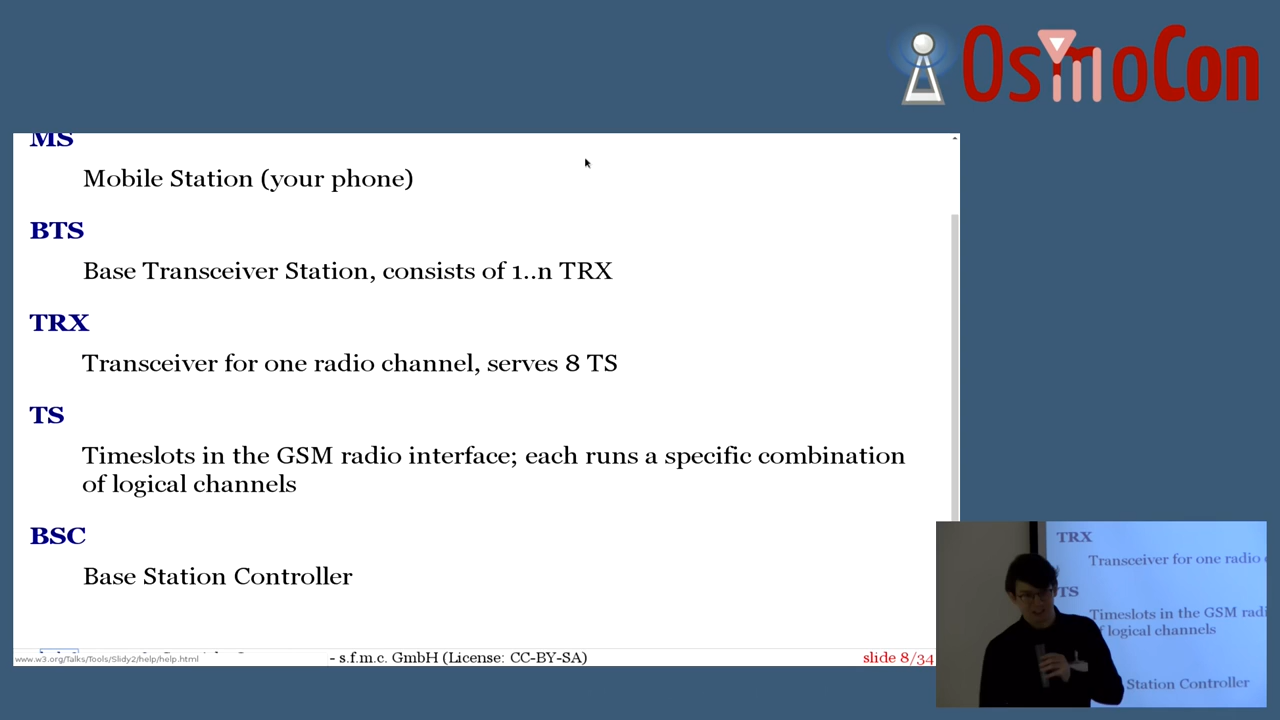 OsmoCon
MS
Mobile Station (your phone)
BTS
Base Transceiver Station, consists of 1..n TRX
TRX
Transceiver for one radio channel, serves 8 TS
TS
Timeslots in the GSM radio interface; each runs a specific combination
of logical channels
BSC
Base Station Controller
www.w3.org/Talks/Tools/Slidy2/help/help.html
- s.f.m.c. GmbH (License: CC-BY-SA)
slide 8/34
TRX
Transceiver for one radio
TS
Timeslots in the GSM radi
f logical channels
Station Controller